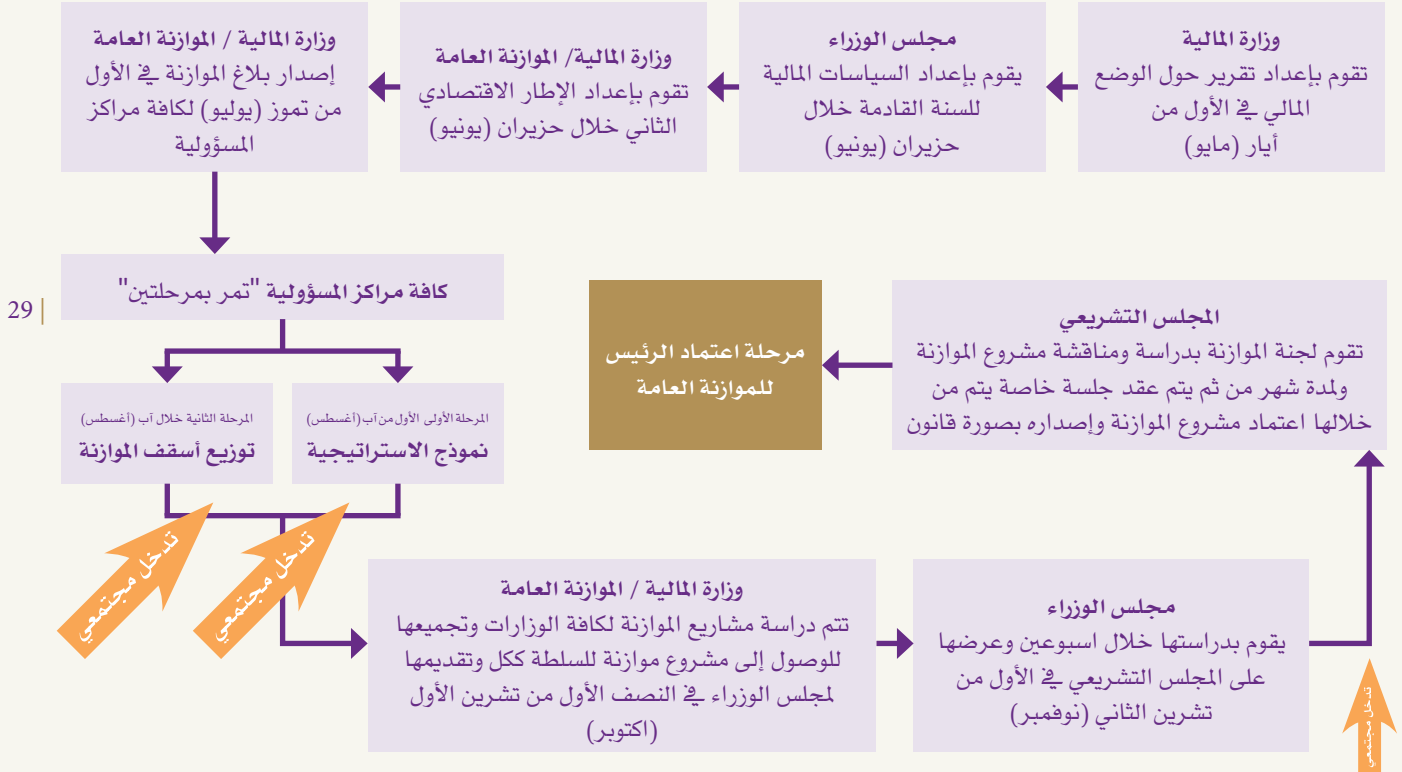 وزارة المالية
تقوم بإعداد تقرير حول الوضع
المالي في الأول من
أيار (مايو)
مجلس الوزراء
يقوم بإعداد السياسات المالية
للسنة القادمة خلال
حزيران (يونيو)
وزارة المالية/ الموازنة العامة
تقوم بإعداد الإطار الاقتصادي
الثاني خلال حزيران (يونيو)
وزارة المالية / الموازنة العامة
إصدار بلاغ الموازنة في الأول
من تموز (يوليو) لكافة مراكز
المسؤولية
كافة مراكز المسؤولية "تمر بمرحلتين"
المرحلة الأولى الأول من آب (أغسطس)
نموذج الاستراتيجية
المرحلة الثانية خلال آب (أغسطس)
توزيع أسقف الموازنة
تدخل مجتمعي
تدخل مجتمعي
وزارة المالية / الموازنة العامة
تتم دراسة مشاريع الموازنة لكافة الوزارات وتجميعها
للوصول إلى مشروع موازنة للسلطة ككل وتقديمها
لمجلس الوزراء في النصف الأول من تشرين الأول
(اكتوبر)
مجلس الوزراء
يقوم بدراستها خلال اسبوعين وعرضها
على المجلس التشريعي في الأول من
تشرين الثاني (نوفمبر)
تدخل مجتمعي
المجلس التشريعي
تقوم لجنة الموازنة بدراسة ومناقشة مشروع الموازنة
ولمدة شهر من ثم يتم عقد جلسة خاصة يتم من
خلالها اعتماد مشروع الموازنة وإصداره بصورة قانون
مرحلة اعتماد الرئيس
للموازنة العامة
29 |